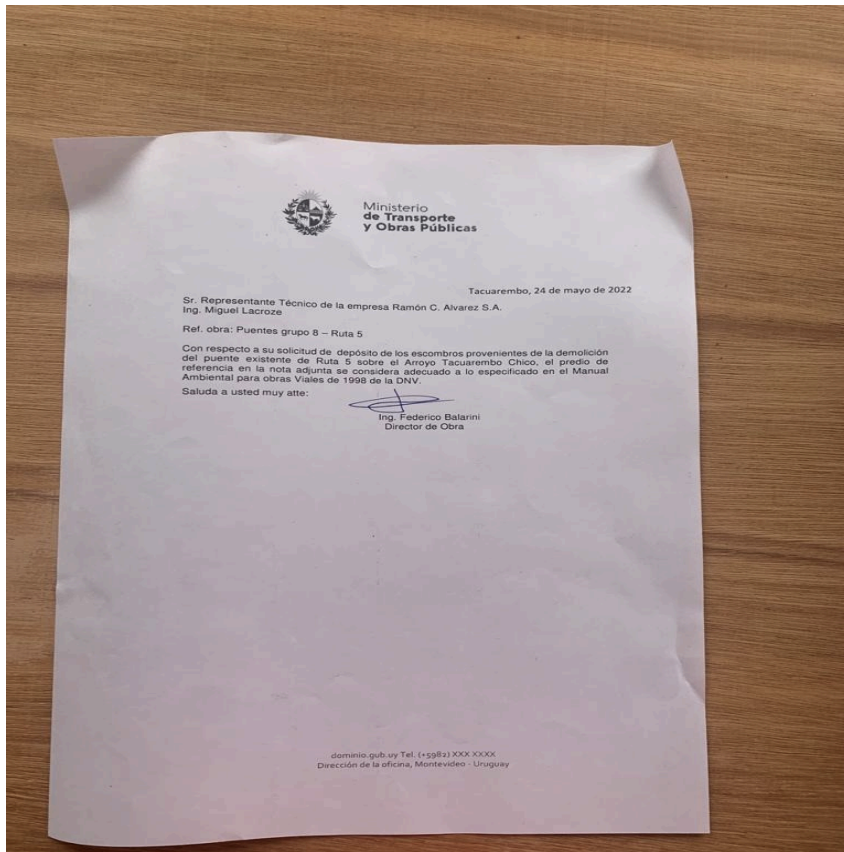 Ministerio
de Transporte
y Obras Públicas
Tacuarembo, 24 de mayo de 2022
Sr. Representante Técnico de la empresa Ramón C. Alvarez S.A.
Ing. Miguel Lacroze
Ref. obra: Puentes grupo 8 – Ruta 5
Con respecto a su solicitud de depósito de los escombros provenientes de la demolición
del puente existente de Ruta 5 sobre el Arroyo Tacuarembo Chico, el predio de
referencia en la nota adjunta se considera adecuado a lo especificado en el Manual
Ambiental para obras Viales de 1998 de la DNV.
Saluda a usted muy atte:
Ing. Federico Balarini
Director de Obra
dominio.gub.uy Tel. (+5982) XXX XXXX
Dirección de la oficina, Montevideo - Uruguay